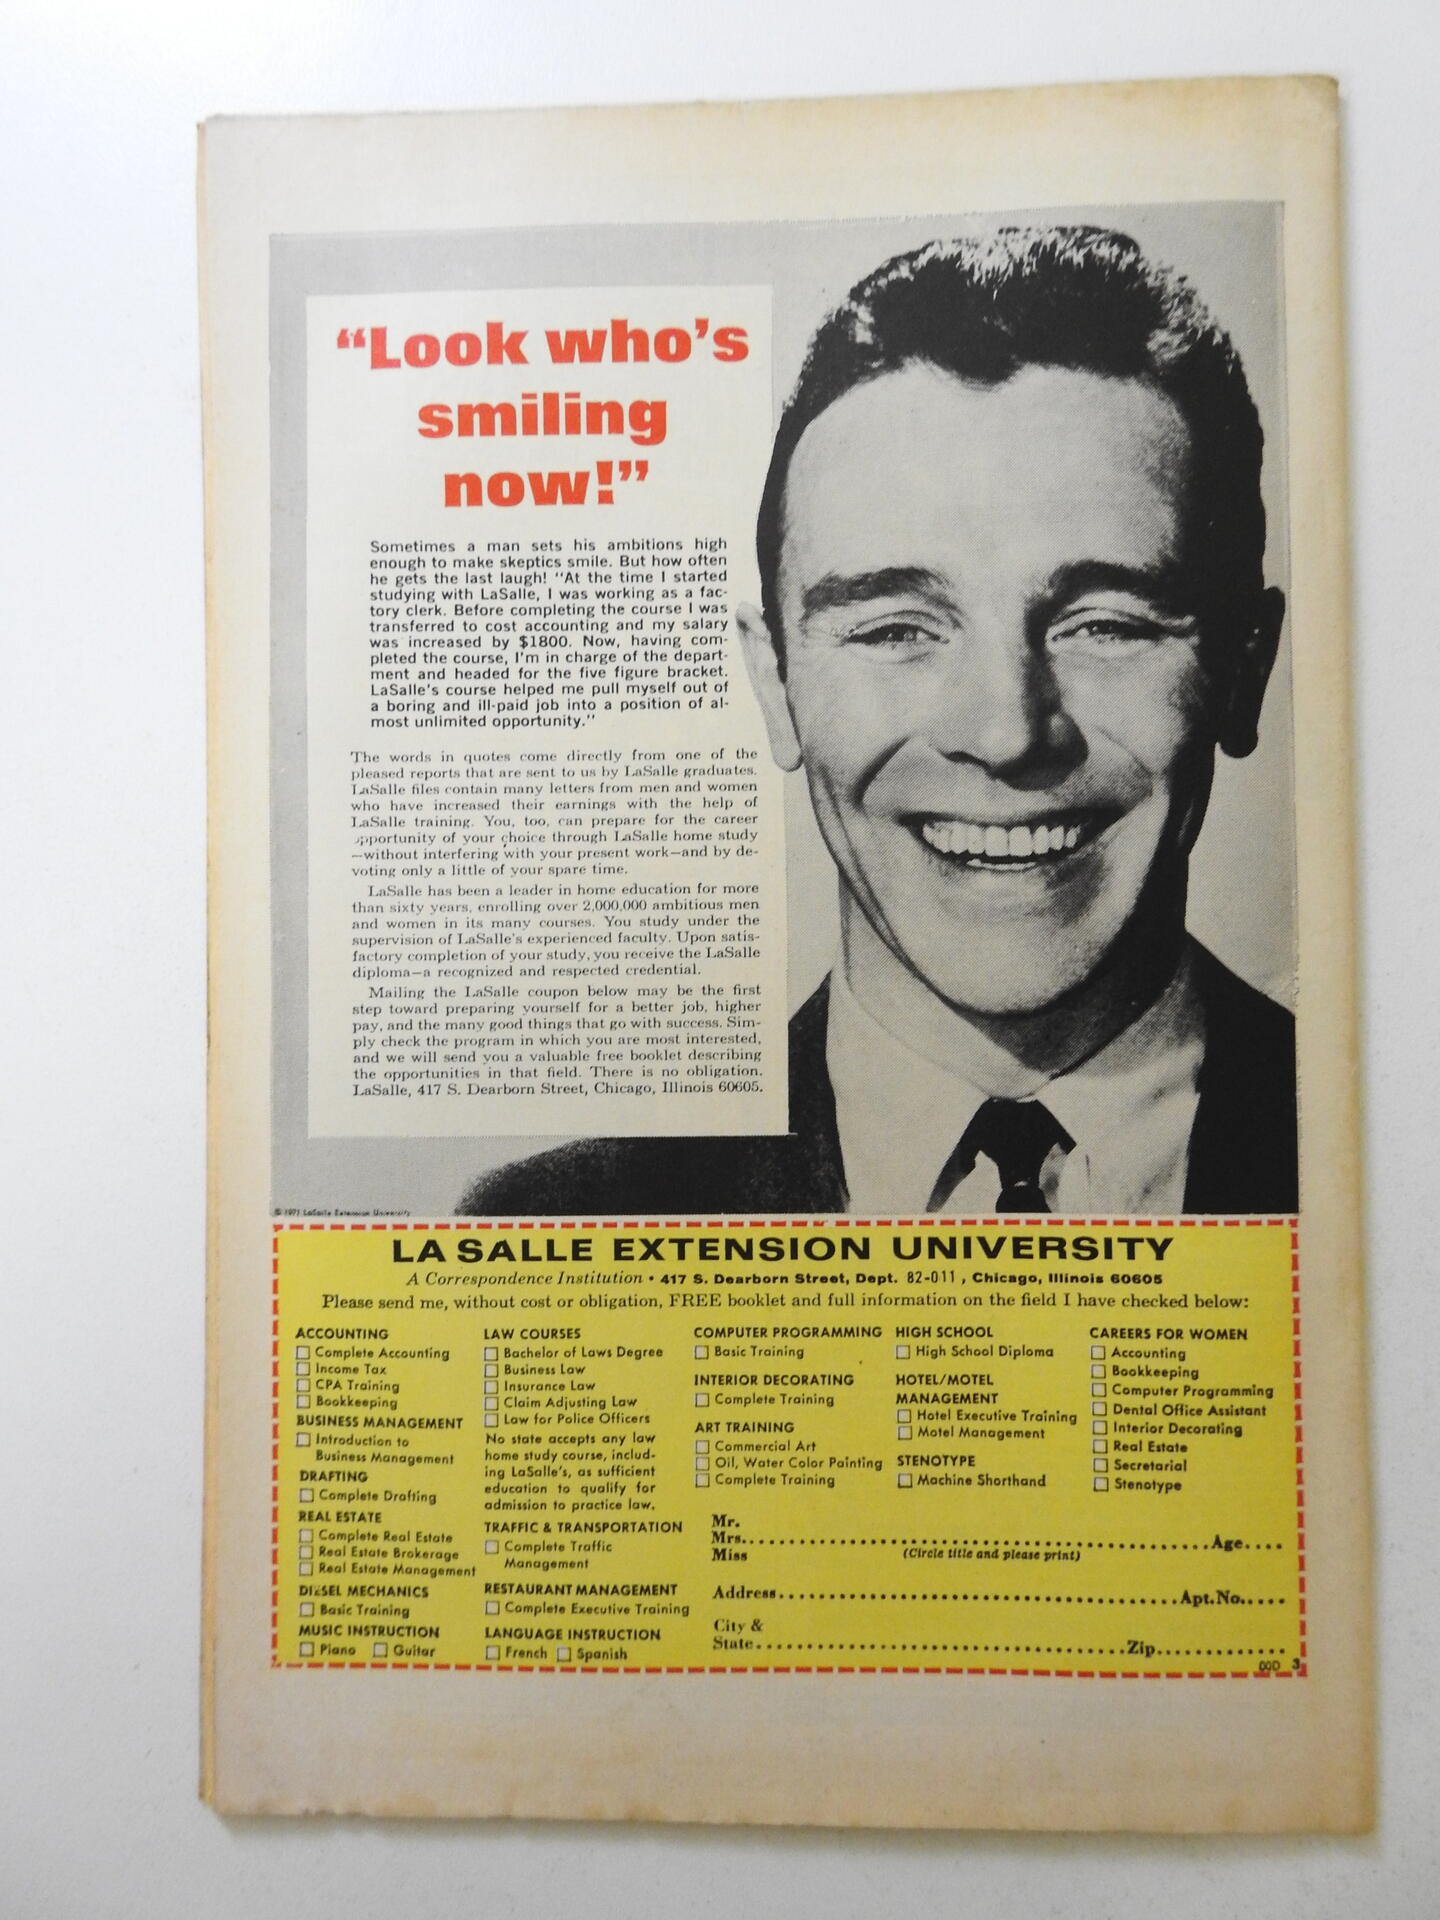 “Look who’s
smiling
now!”
Sometimes a man sets his ambitions high
enough to make skeptics smile. But how often
he gets the last laugh! “At the time I started
studying with LaSalle, I was working as a fac-
tory clerk. Before completing the course I was
transferred to cost accounting and my salary
was increased by $1800. Now, having com-
pleted the course, I’m in charge of the depart-
ment and headed for the five figure bracket.
LaSalle’s course helped me pull myself out of
a boring and ill-paid job into a position of al-
most unlimited opportunity.”
The words in quotes come directly from one of the
pleased reports that are sent to us by LaSalle graduates.
LaSalle files contain many letters from men and women
who have increased their earnings with the help of
LaSalle training. You, too, can prepare for the career
opportunity of your choice through LaSalle home study
—without interfering with your present work—and by de-
voting only a little of your spare time.
LaSalle has been a leader in home education for more
than sixty years, enrolling over 2,000,000 ambitious men
and women in its many courses. You study under the
supervision of LaSalle’s experienced faculty. Upon satis-
factory completion of your study, you receive the LaSalle
diploma—a recognized and respected credential.
Mailing the LaSalle coupon below may be the first
step toward preparing yourself for a better job, higher
pay, and the many good things that go with success. Sim-
ply check the program in which you are most interested,
and we will send you a valuable free booklet describing
the opportunities in that field. There is no obligation.
LaSalle, 417 S. Dearborn Street, Chicago, Illinois 60605.
© 1971 LaSalle Extension University
LA SALLE EXTENSION UNIVERSITY
A Correspondence Institution • 417 S. Dearborn Street, Dept. 82-011, Chicago, Illinois 60605
Please send me, without cost or obligation, FREE booklet and full information on the field I have checked below:
ACCOUNTING
Complete Accounting
Income Tax
CPA Training
Bookkeeping
BUSINESS MANAGEMENT
Introduction to
Business Management
DRAFTING
Complete Drafting
REAL ESTATE
Complete Real Estate
Real Estate Brokerage
Real Estate Management
DIESEL MECHANICS
Basic Training
MUSIC INSTRUCTION
Piano Guitar
LAW COURSES
Bachelor of Laws Degree
Business Law
Insurance Law
Claim Adjusting Law
Law for Police Officers
No state accepts any law
home study course, includ-
ing LaSalle’s, as sufficient
education to qualify for
admission to practice law.
TRAFFIC & TRANSPORTATION
Complete Traffic
Management
RESTAURANT MANAGEMENT
Complete Executive Training
LANGUAGE INSTRUCTION
French Spanish
COMPUTER PROGRAMMING
Basic Training
INTERIOR DECORATING
Complete Training
ART TRAINING
Commercial Art
Oil, Water Color Painting
Complete Training
HIGH SCHOOL
High School Diploma
HOTEL/MOTEL
MANAGEMENT
Hotel Executive Training
Motel Management
STENOTYPE
Machine Shorthand
CAREERS FOR WOMEN
Accounting
Bookkeeping
Computer Programming
Dental Office Assistant
Interior Decorating
Real Estate
Secretarial
Stenotype
Mr.
Mrs. Age
Miss (Circle title and please print)
Address Apt. No.
City &
State Zip
3